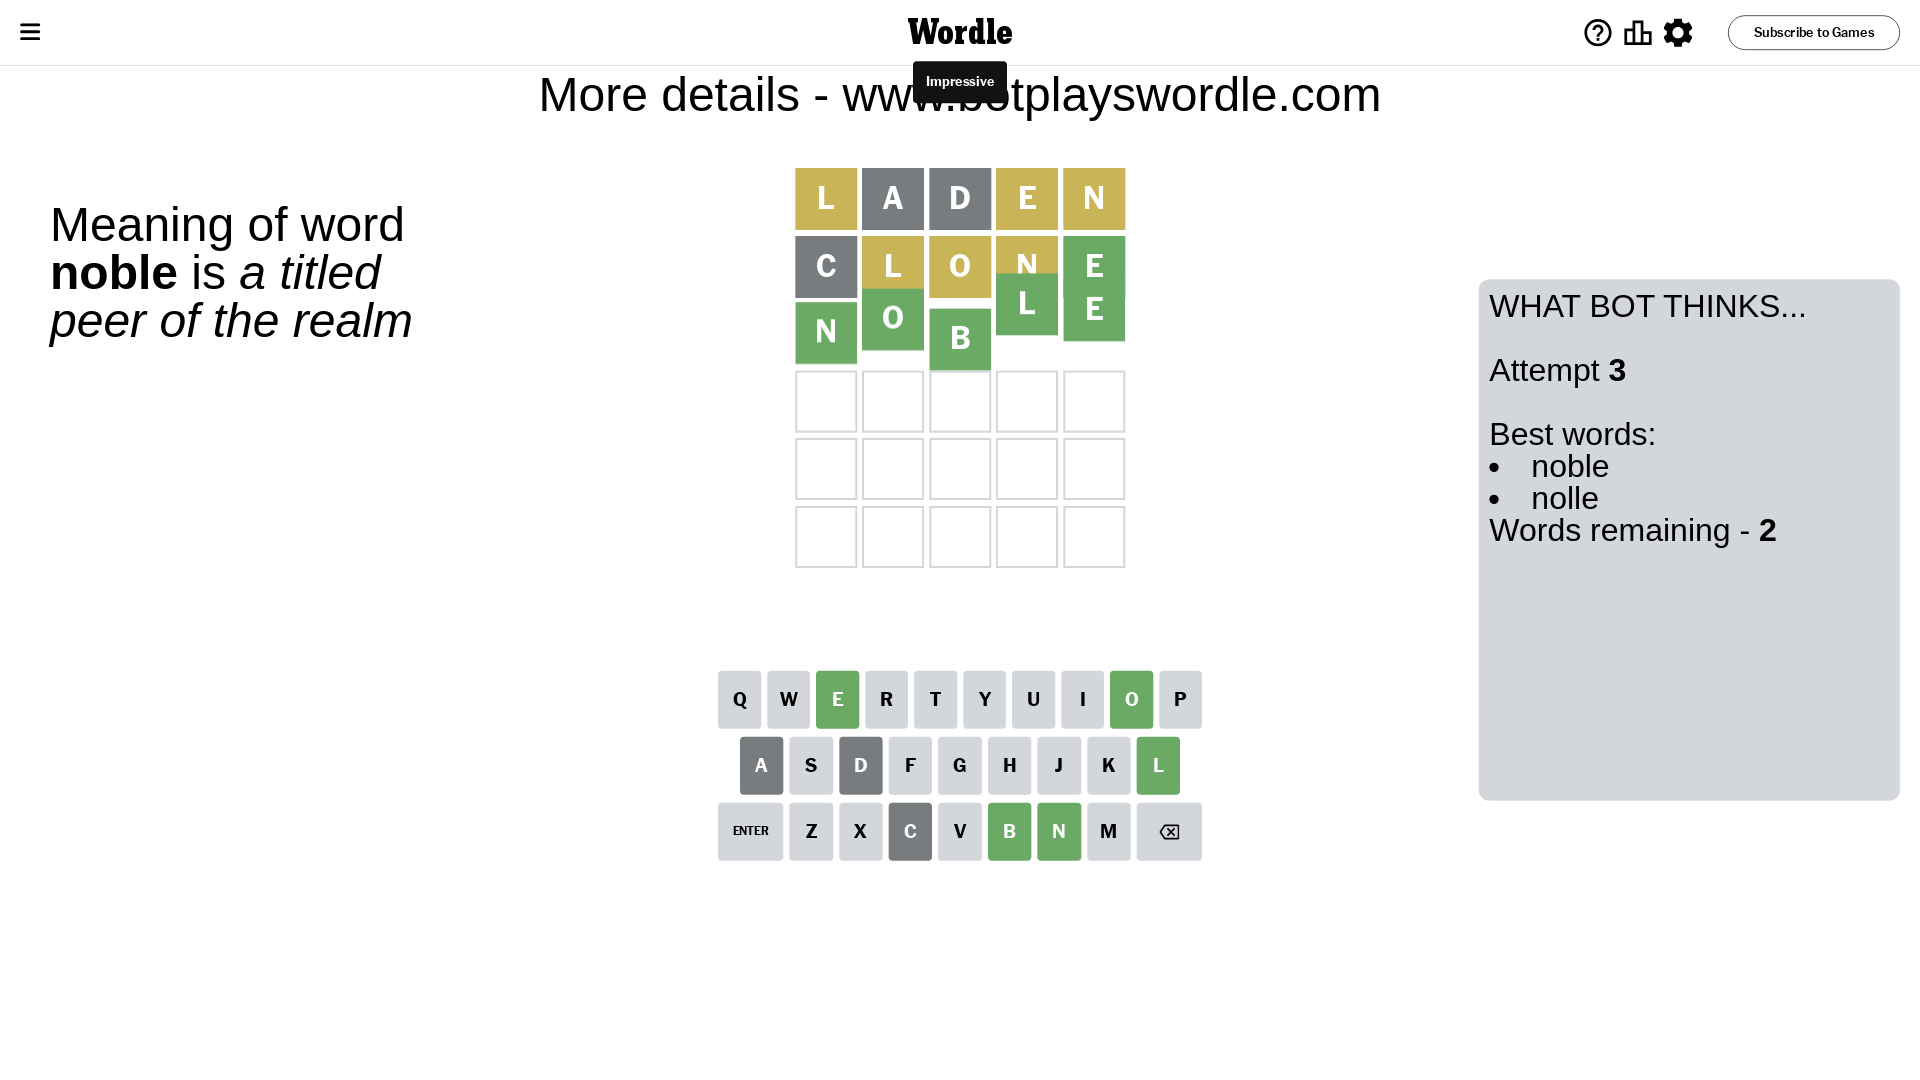 Wordle
Subscribe to Games
Impressive
More details - www.botplayswordle.com
Meaning of word
noble is a titled
peer of the realm
L A D E N
C L O N E
N O B L E
WHAT BOT THINKS...
Attempt 3
Best words:
• noble
• nolle
Words remaining - 2
Q W E R T Y U I O P
A S D F G H J K L
ENTER Z X C V B N M